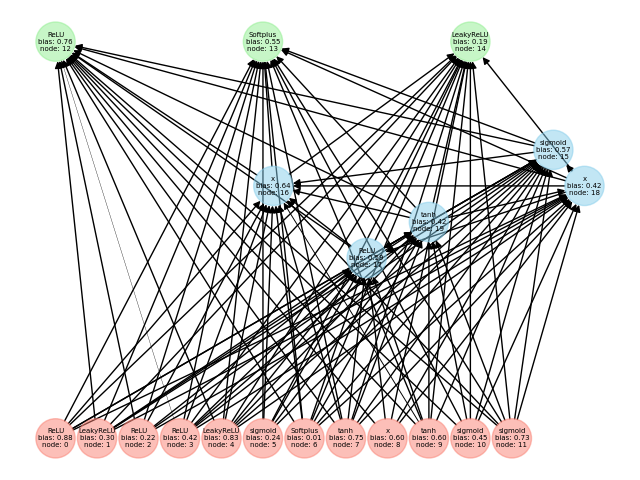 ReLU
bias: 0.76
node: 12
Softplus
bias: 0.55
node: 13
LeakyReLU
bias: 0.19
node: 14
sigmoid
bias: 0.57
node: 15
x
bias: 0.64
node: 16
x
bias: 0.42
node: 18
tanh
bias: 0.42
node: 19
ReLU
node: 17
ReLU
bias: 0.88
node: 0
LeakyReLU
bias: 0.30
node: 1
ReLU
bias: 0.22
node: 2
ReLU
bias: 0.42
node: 3
LeakyReLU
bias: 0.83
node: 4
sigmoid
bias: 0.24
node: 5
Softplus
bias: 0.01
node: 6
tanh
bias: 0.75
node: 7
x
bias: 0.60
node: 8
tanh
bias: 0.60
node: 9
sigmoid
bias: 0.45
node: 10
sigmoid
bias: 0.73
node: 11